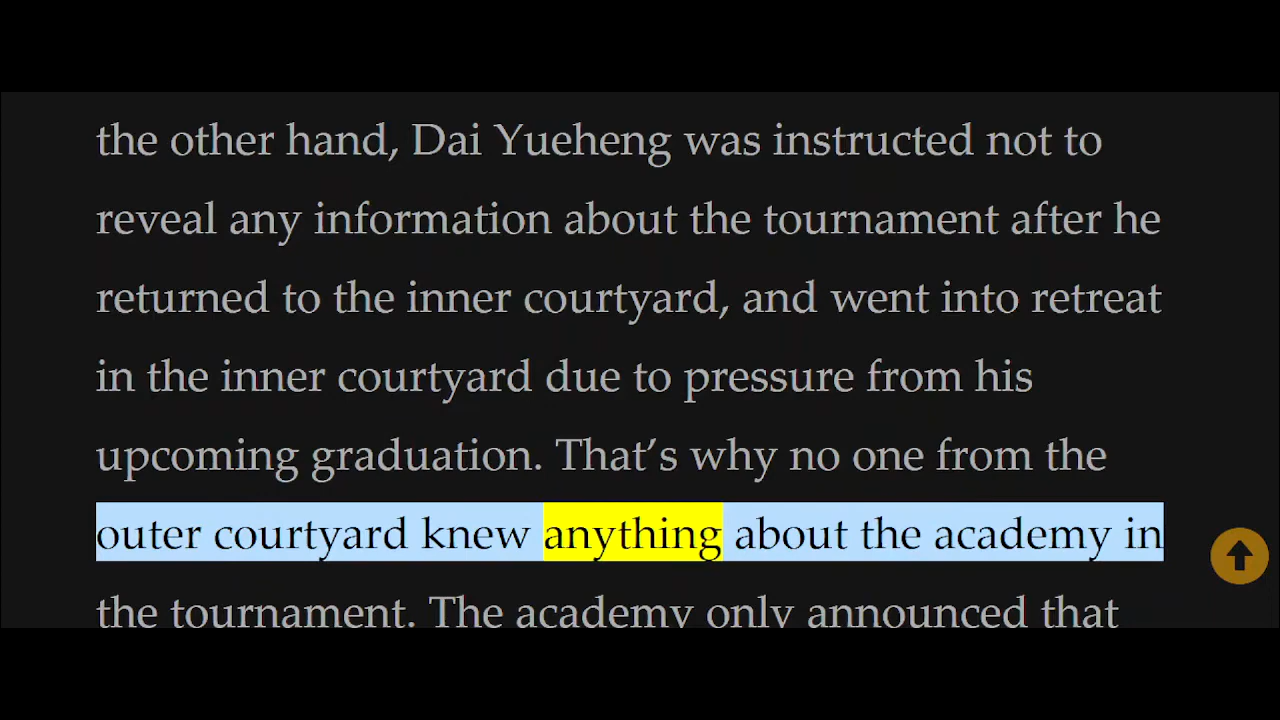 the other hand, Dai Yueheng was instructed not to
reveal any information about the tournament after he
returned to the inner courtyard, and went into retreat
in the inner courtyard due to pressure from his
upcoming graduation. That’s why no one from the
outer courtyard knew anything about the academy in
the tournament. The academy only announced that